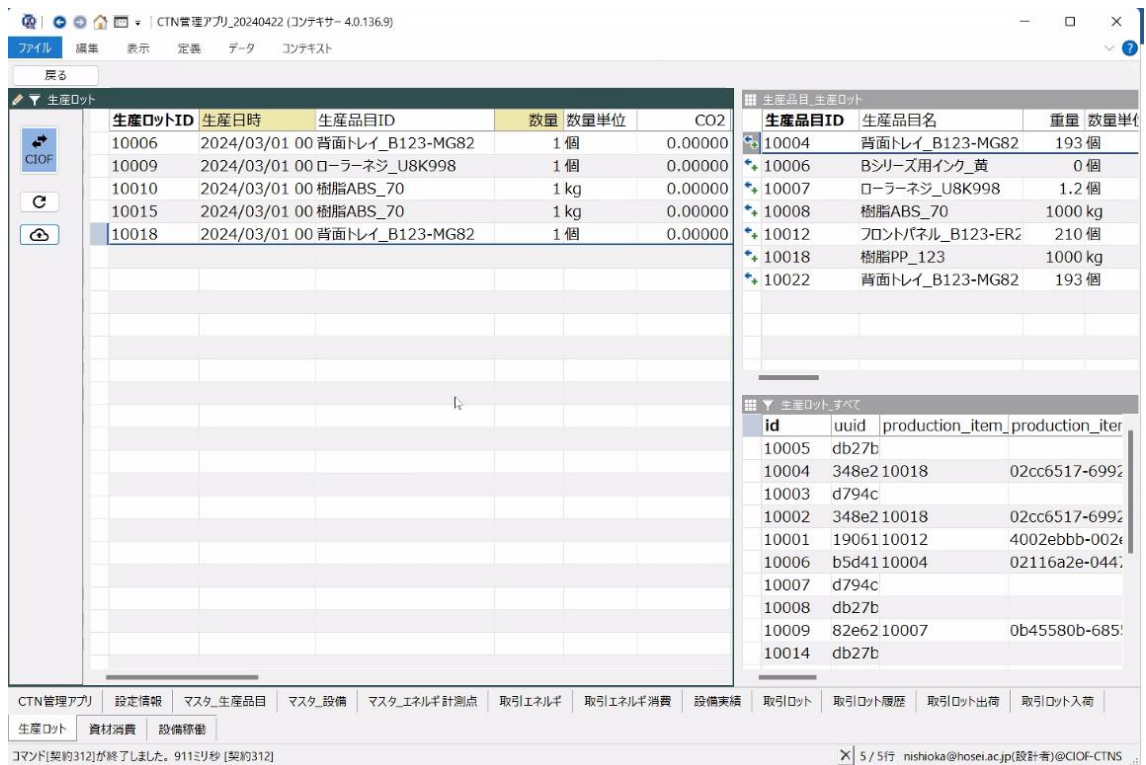 CTN管理アプリ_20240422 (コンテキサー 4.0.136.9)
ファイル 編集 表示 定義 データ コンテキスト
戻る
生産ロット
生産ロットID 生産日時 生産品目ID 数量 数量単位 CO2
10006 2024/03/01 00 背面トレイ_B123-MG82 1 個 0.00000
10009 2024/03/01 00 ローラーネジ_U8K998 1 個 0.00000
10010 2024/03/01 00 樹脂ABS_70 1 kg 0.00000
10015 2024/03/01 00 樹脂ABS_70 1 kg 0.00000
10018 2024/03/01 00 背面トレイ_B123-MG82 1 個 0.00000
CIOF
生産品目_生産ロット
生産品目ID 生産品目名 重量 数量単位
10004 背面トレイ_B123-MG82 193 個
10006 Bシリーズ用インク_黄 0 個
10007 ローラーネジ_U8K998 1.2 個
10008 樹脂ABS_70 1000 kg
10012 フロントパネル_B123-ER2 210 個
10018 樹脂PP_123 1000 kg
10022 背面トレイ_B123-MG82 193 個
生産ロット_すべて
id uuid production_item_ production_iter
10005 db27b
10004 348e2 10018 02cc6517-6992
10003 d794c
10002 348e2 10018 02cc6517-6992
10001 19061 10012 4002ebbb-002e
10006 b5d41 10004 02116a2e-0447
10007 d794c
10008 db27b
10009 82e62 10007 0b45580b-685
10014 db27b
CTN管理アプリ 設定情報 マスタ_生産品目 マスタ_設備 マスタ_エネルギ計測点 取引エネルギ 取引エネルギ消費 設備実績 取引ロット 取引ロット履歴 取引ロット出荷 取引ロット入荷
生産ロット 資材消費 設備稼働
コマンド[契約312]が終了しました。911ミリ秒 [契約312] 5 / 5行 nishioka@hosei.ac.jp(設計者)@CIOF-CTNS